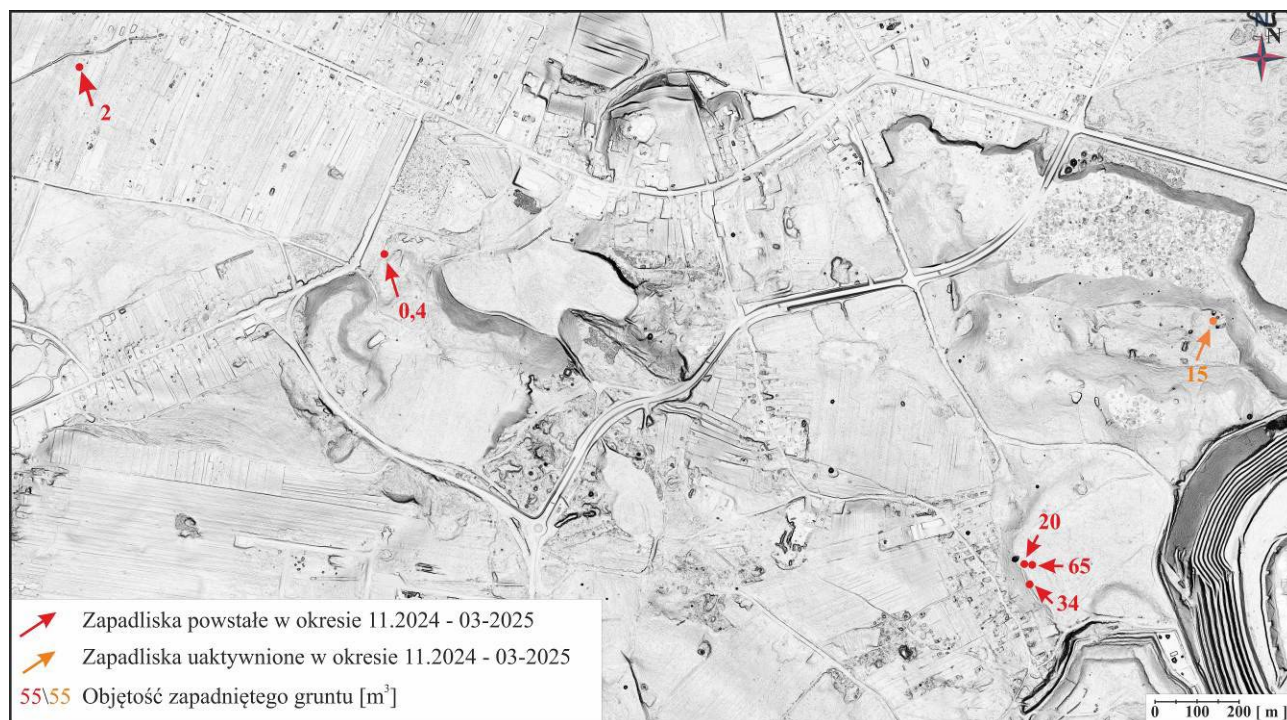 N
N
2
0,4
15
20
65
34
Zapadliska powstałe w okresie 11.2024 - 03-2025
Zapadliska uaktywnione w okresie 11.2024 - 03-2025
55\55 Objętość zapadniętego gruntu [m³]
0 100 200 [ m ]